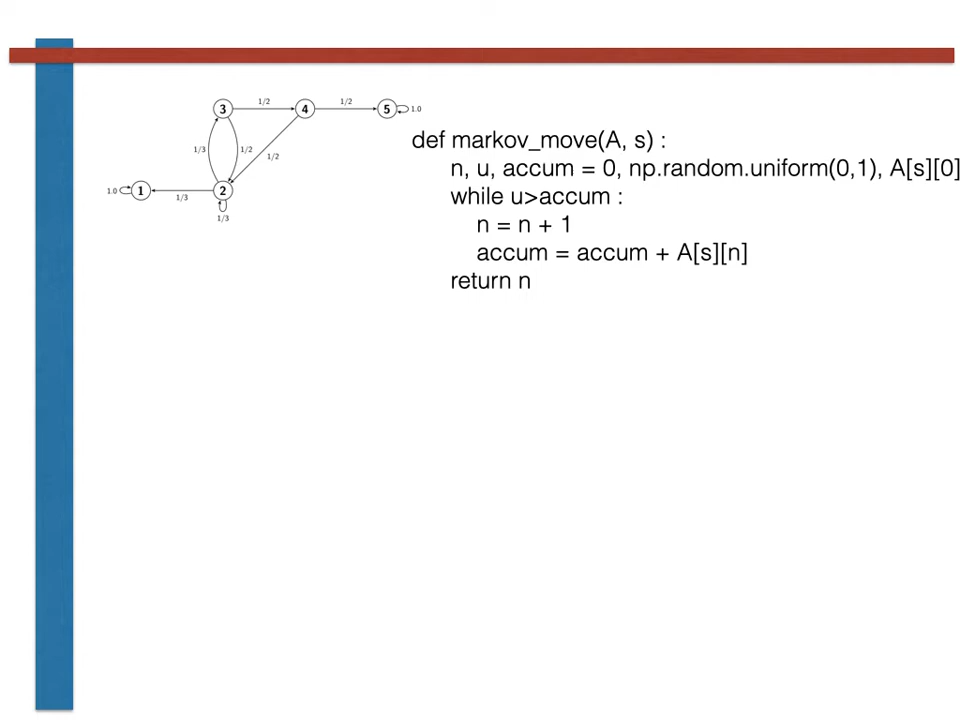 3 1/2 4 1/2 5 1.0
1/3 1/2 1/2
1.0 1 1/3 2
1/3
def markov_move(A, s) :
n, u, accum = 0, np.random.uniform(0,1), A[s][0]
while u>accum :
n = n + 1
accum = accum + A[s][n]
return n